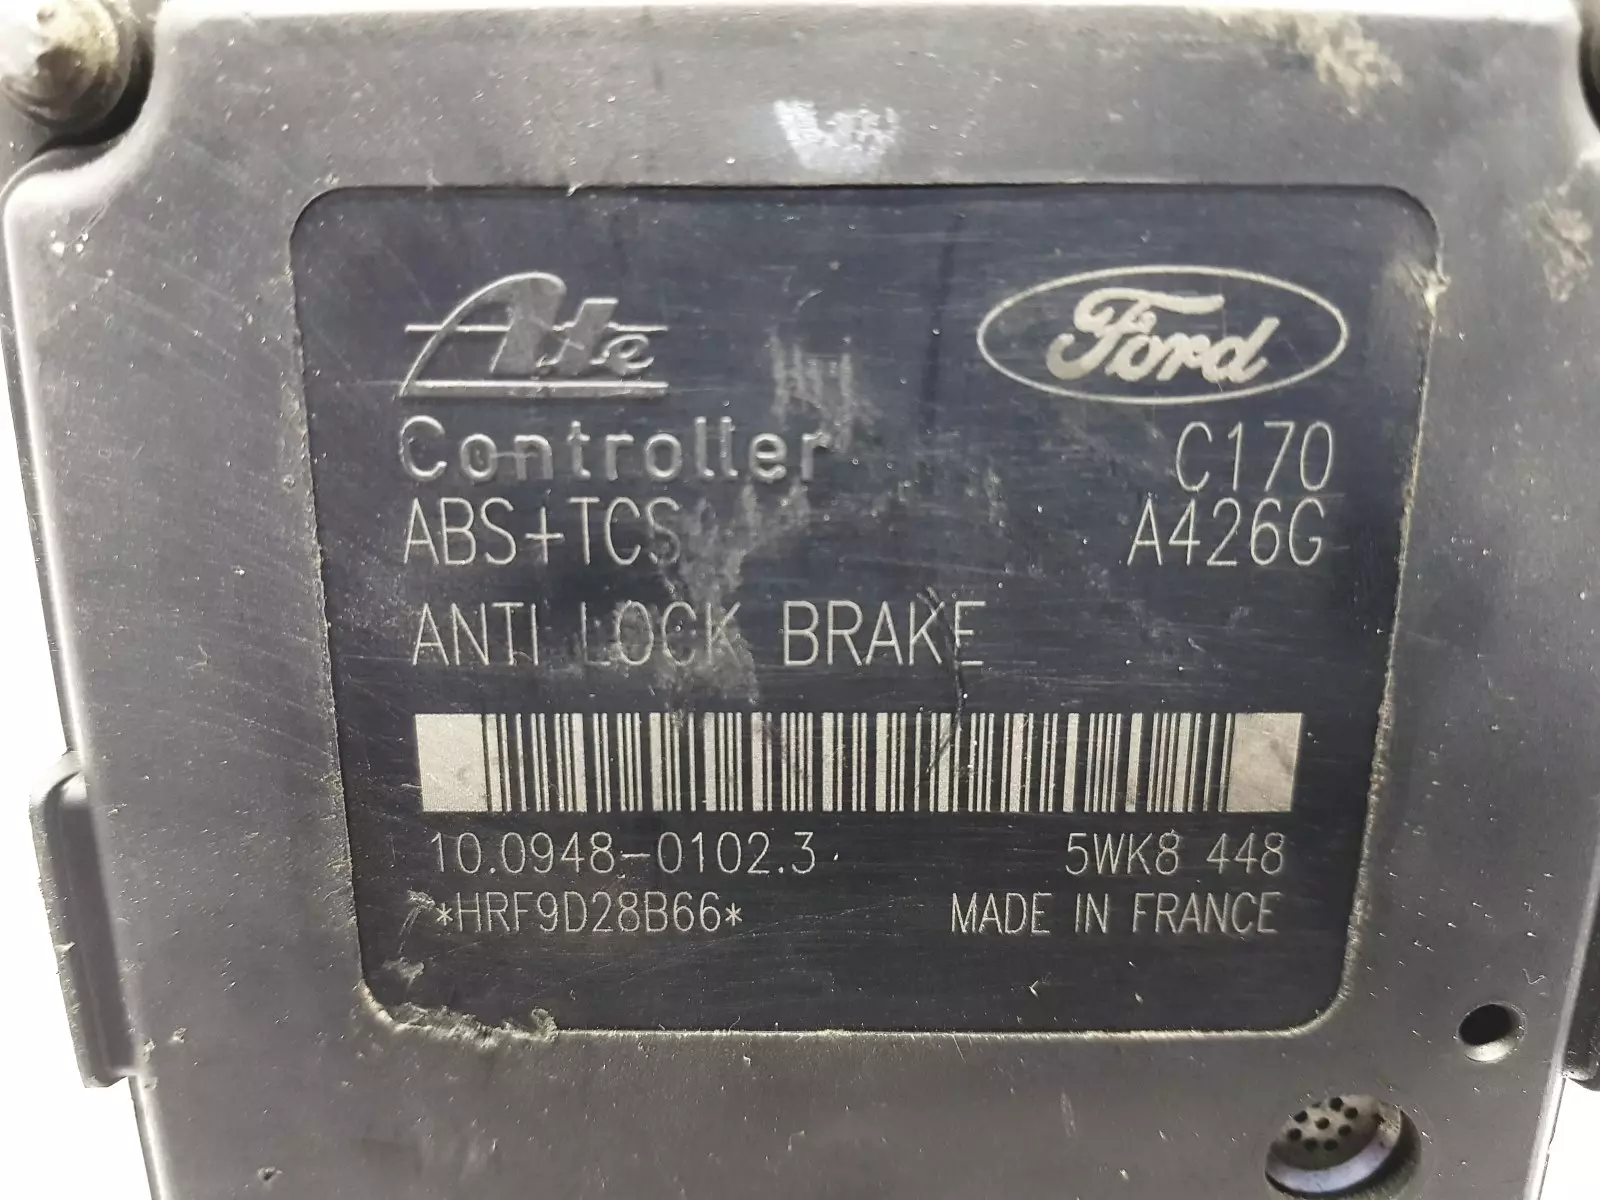 Ate Ford
Controller C170
ABS+TCS A426G
ANTI LOCK BRAKE
10.0948-0102.3 5WK8 448
*HRF9D28B66* MADE IN FRANCE